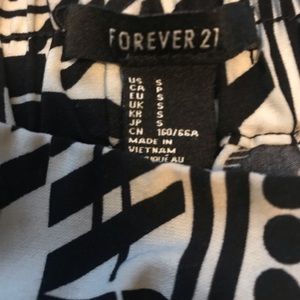 FOREVER 21
US S
CA P
EU S
UK S
KR S
JP S
CN 160/66A
MADE IN
VIETNAM